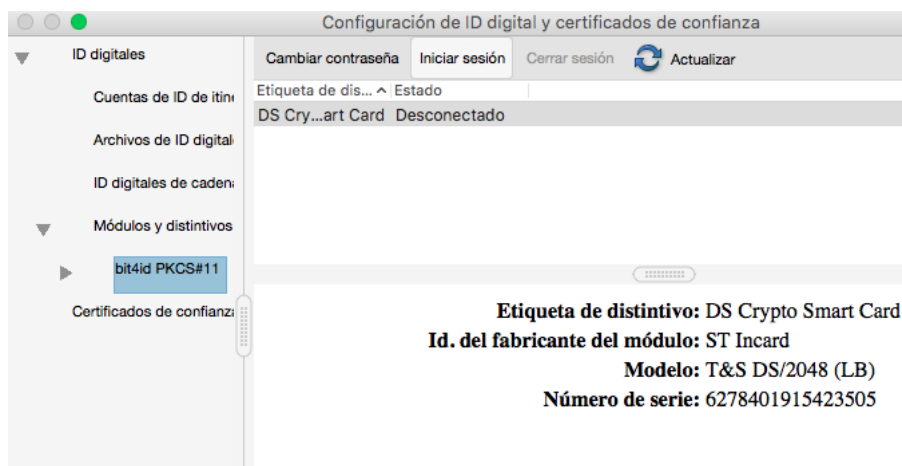 Configuración de ID digital y certificados de confianza
ID digitales
Cuentas de ID de itin
Archivos de ID digital
ID digitales de caden
Módulos y distintivos
bit4id PKCS#11
Certificados de confianz
Cambiar contraseña Iniciar sesión Cerrar sesión Actualizar
Etiqueta de dis... Estado
DS Cry...art Card Desconectado
Etiqueta de distintivo: DS Crypto Smart Card
Id. del fabricante del módulo: ST Incard
Modelo: T&S DS/2048 (LB)
Número de serie: 6278401915423505